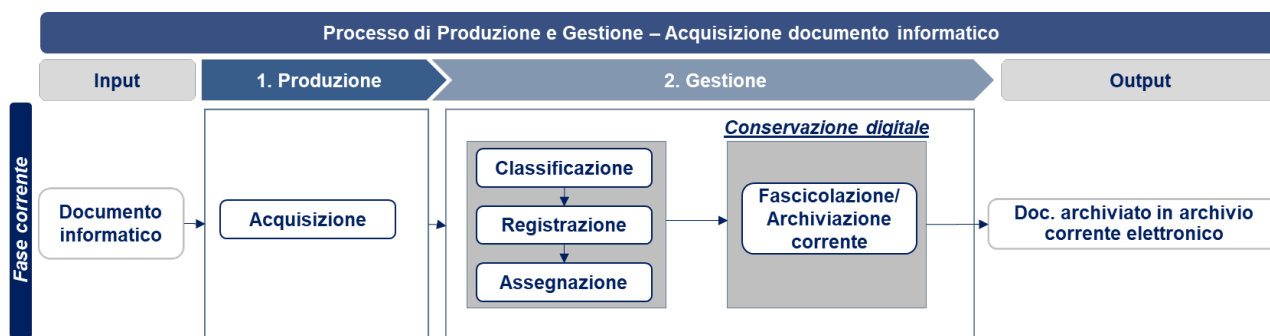 Processo di Produzione e Gestione – Acquisizione documento informatico
Input
1. Produzione
2. Gestione
Output
Fase corrente
Documento
informatico
Acquisizione
Classificazione
Registrazione
Assegnazione
Conservazione digitale
Fascicolazione/
Archiviazione
corrente
Doc. archiviato in archivio
corrente elettronico